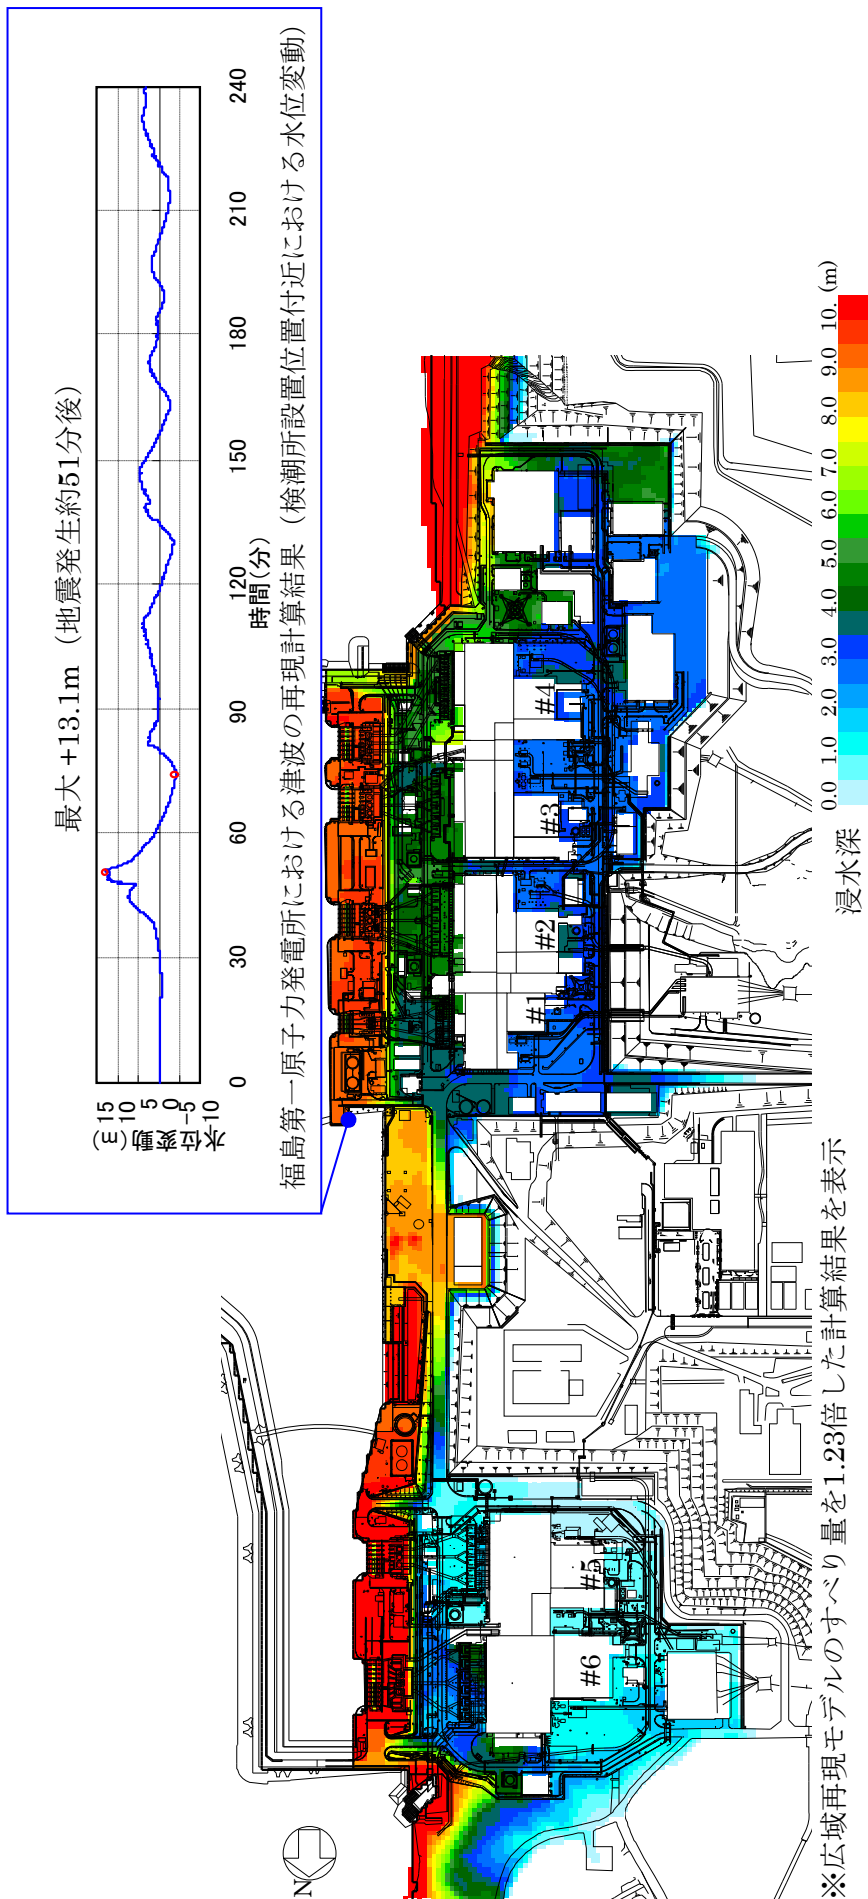 最大 +13.1m (地震発生約51分後)
水位変動(m)
15
10
5
0
-5
-10
0
30
60
90
120
150
180
210
240
時間(分)
福島第一原子力発電所における津波の再現計算結果 (検潮所設置位置付近における水位変動)
N
#6
#5
#1
#2
#3
#4
浸水深
0.0 1.0 2.0 3.0 4.0 5.0 6.0 7.0 8.0 9.0 10. (m)
※広域再現モデルのすべり量を1.23倍した計算結果を表示